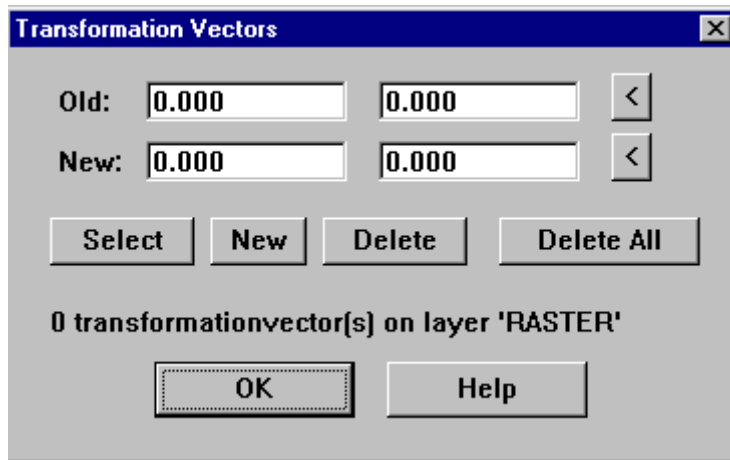 Transformation Vectors
Old: 0.000 0.000 <
New: 0.000 0.000 <
Select New Delete Delete All
0 transformationvector(s) on layer 'RASTER'
OK Help